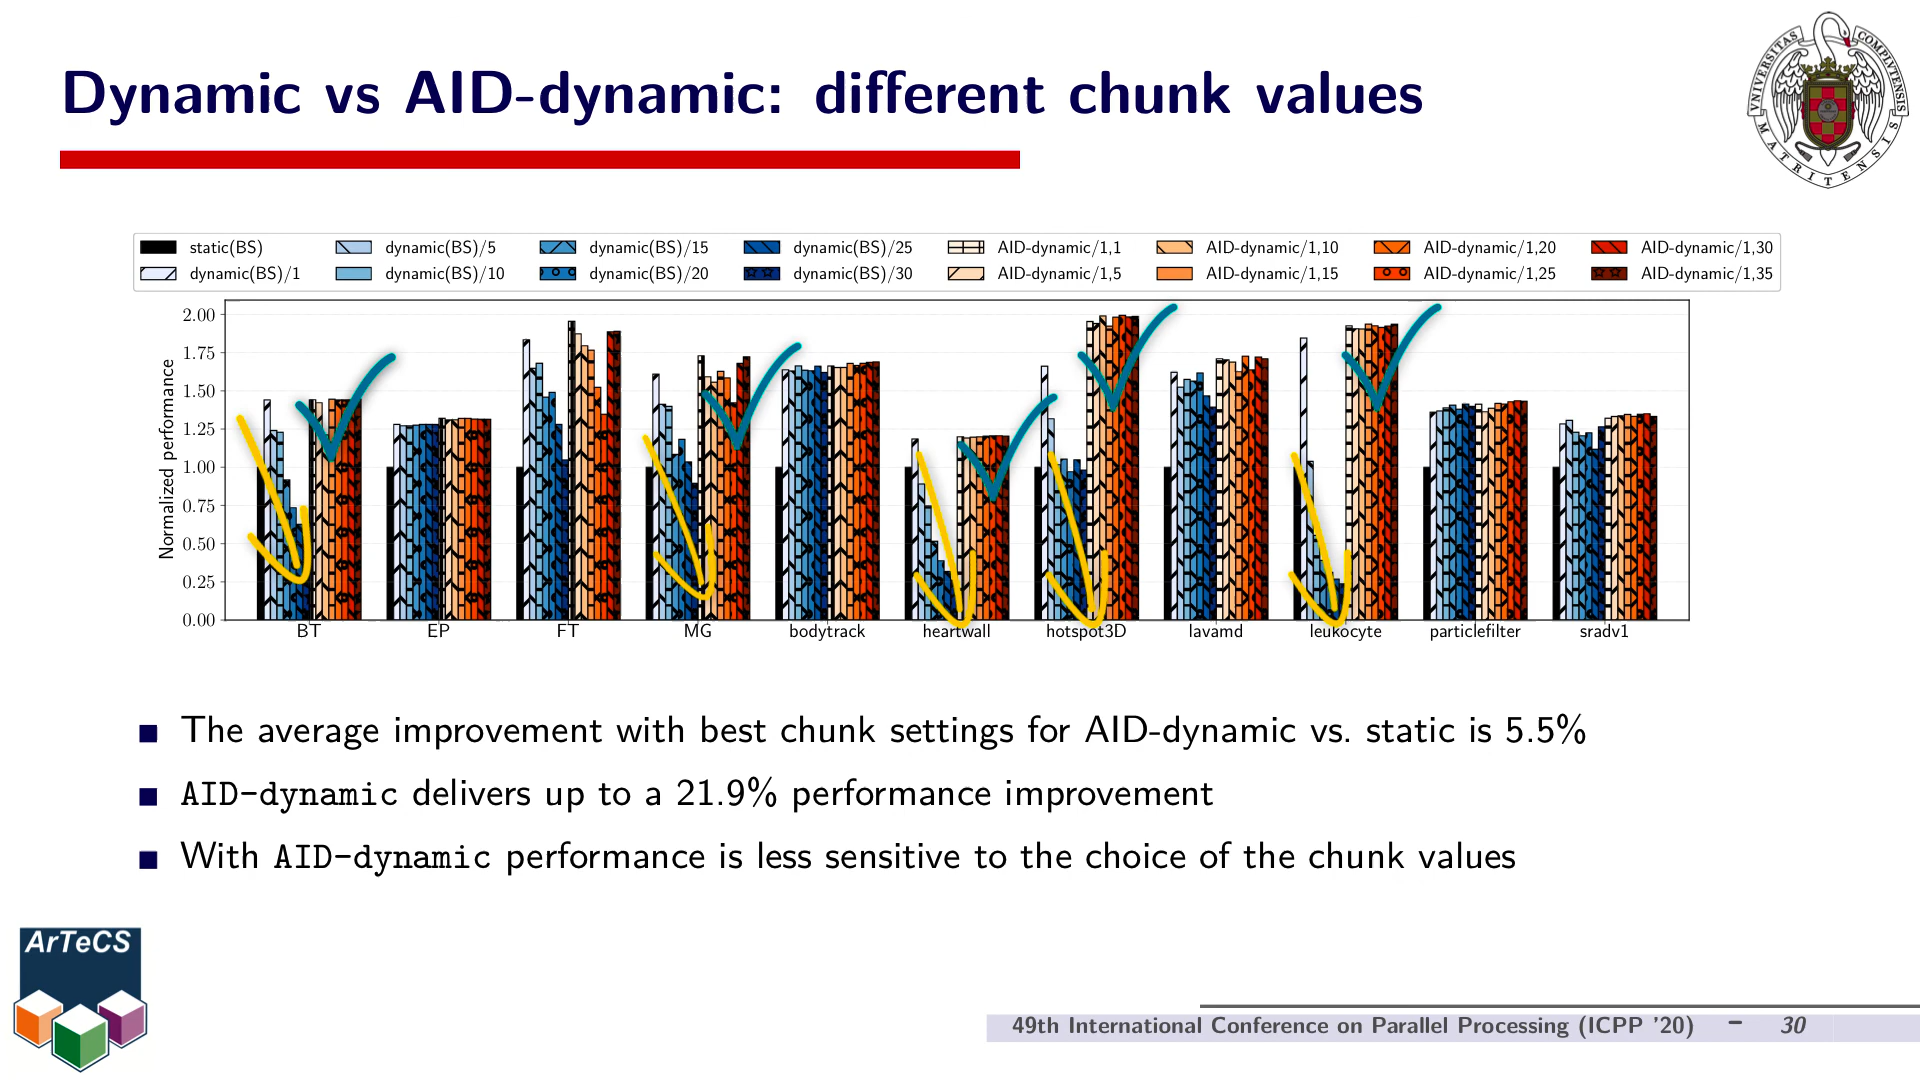 Dynamic vs AID-dynamic: different chunk values
VNIVERSITAS COMPLVTENSIS
MATRITENSIS
static(BS) dynamic(BS)/5 dynamic(BS)/15 dynamic(BS)/25 AID-dynamic/1,1 AID-dynamic/1,10 AID-dynamic/1,20 AID-dynamic/1,30
dynamic(BS)/1 dynamic(BS)/10 dynamic(BS)/20 dynamic(BS)/30 AID-dynamic/1,5 AID-dynamic/1,15 AID-dynamic/1,25 AID-dynamic/1,35
Normalized performance
2.00
1.75
1.50
1.25
1.00
0.75
0.50
0.25
0.00
BT EP FT MG bodytrack heartwall hotspot3D lavamd leukocyte particlefilter sradv1
The average improvement with best chunk settings for AID-dynamic vs. static is 5.5%
AID-dynamic delivers up to a 21.9% performance improvement
With AID-dynamic performance is less sensitive to the choice of the chunk values
ArTeCS
49th International Conference on Parallel Processing (ICPP '20) – 30